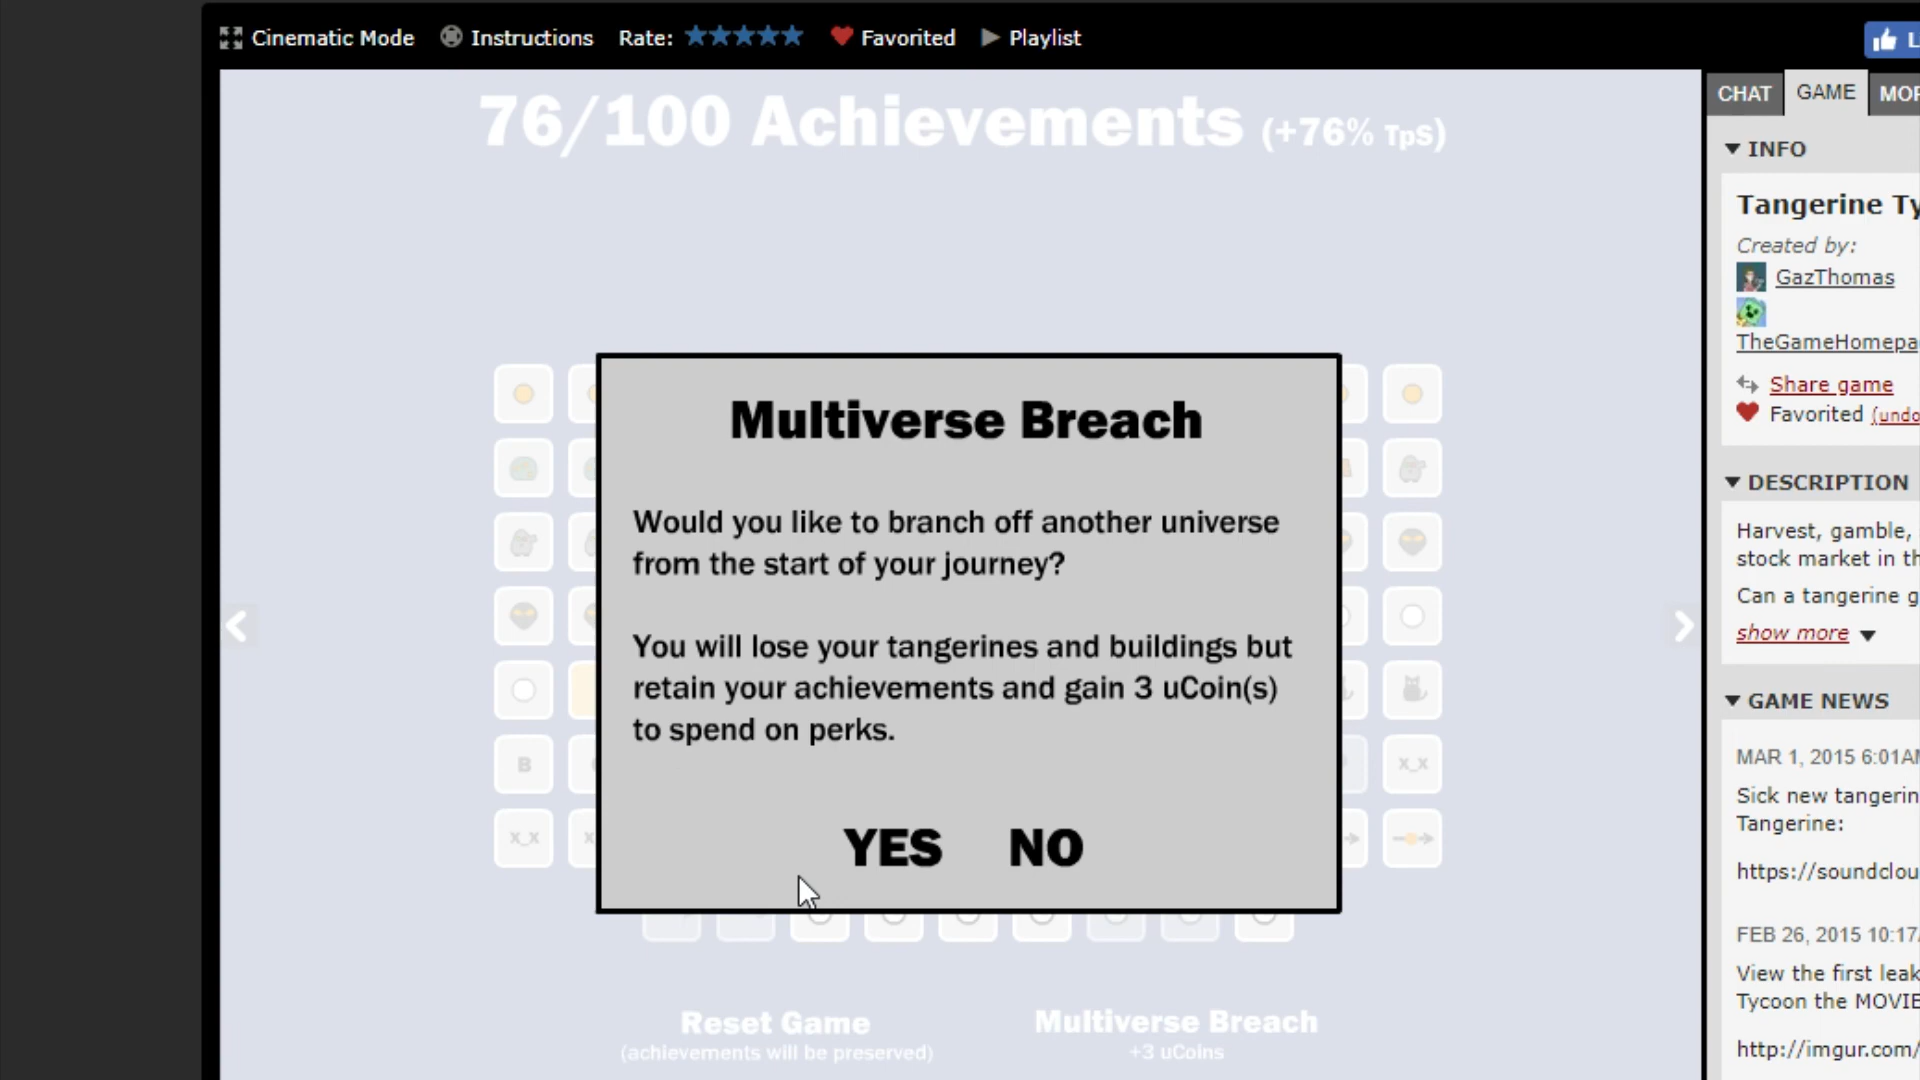 Cinematic Mode Instructions Rate: Favorited Playlist
76/100 Achievements (+76% TpS)
Multiverse Breach
Would you like to branch off another universe
from the start of your journey?
You will lose your tangerines and buildings but
retain your achievements and gain 3 uCoin(s)
to spend on perks.
YES NO
B
x_x
x_x
Reset Game
(achievements will be preserved)
Multiverse Breach
+3 uCoins
CHAT GAME
INFO
Tangerine
Created by:
GazThomas
TheGameHomepa
Share game
Favorited (undo
DESCRIPTION
Harvest, gamble,
stock market in
Can a tangerine
show more
GAME NEWS
MAR 1, 2015 6:01AM
Sick new tangerin
Tangerine:
https://soundclou
FEB 26, 2015 10:17
View the first leak
Tycoon the MOVIE
http://imgur.com/